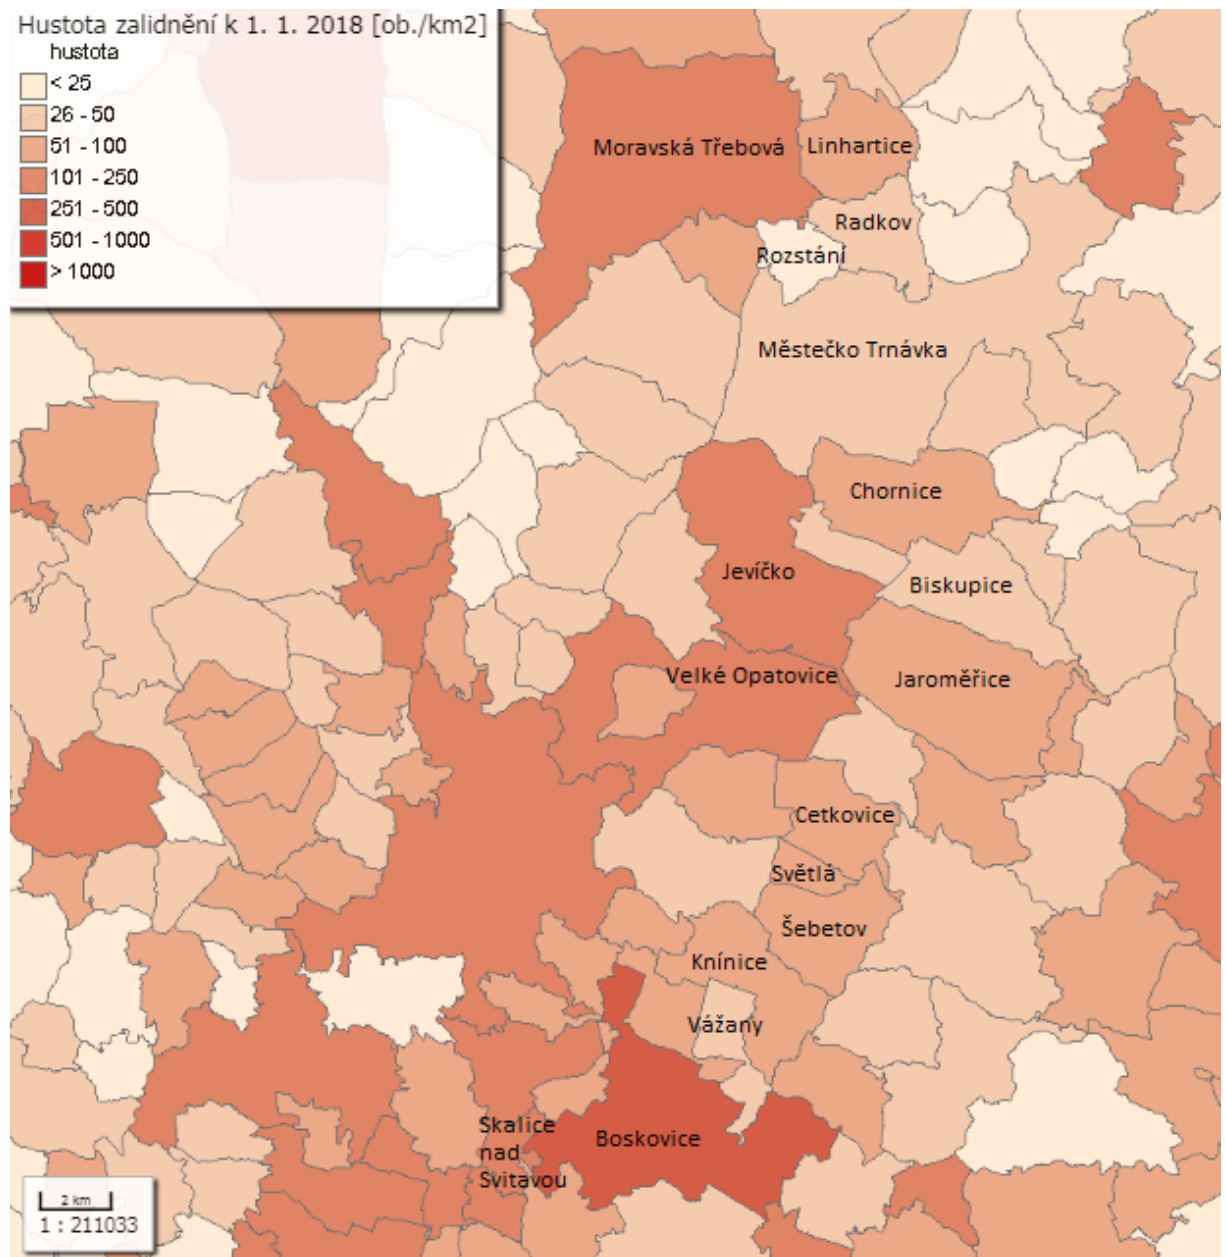 Hustota zalidnění k 1. 1. 2018 [ob./km2]
hustota
< 25
26 - 50
51 - 100
101 - 250
251 - 500
501 - 1000
> 1000
Moravská Třebová
Linhartice
Radkov
Rozstání
Městečko Trnávka
Chornice
Jevíčko
Biskupice
Velké Opatovice
Jaroměřice
Cetkovice
Světlá
Šebetov
Knínice
Vážany
Skalice
nad
Svitavou
Boskovice
2 km
1 : 211033